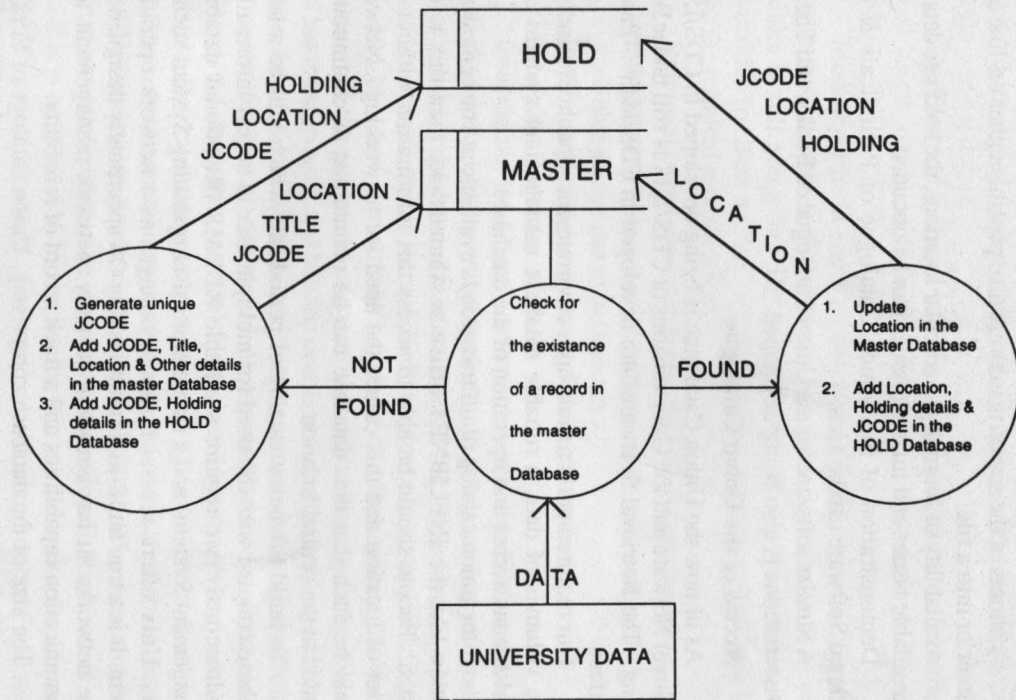 HOLD
HOLDING
LOCATION
JCODE
JCODE
LOCATION
HOLDING
MASTER
LOCATION
TITLE
JCODE
LOCATION
1. Generate unique
JCODE
2. Add JCODE, Title,
Location & Other details
in the master Database
3. Add JCODE, Holding
details in the HOLD
Database
NOT
FOUND
Check for
the existance
of a record in
the master
Database
FOUND
1. Update
Location in the
Master Database
2. Add Location,
Holding details &
JCODE in the
HOLD Database
DATA
UNIVERSITY DATA